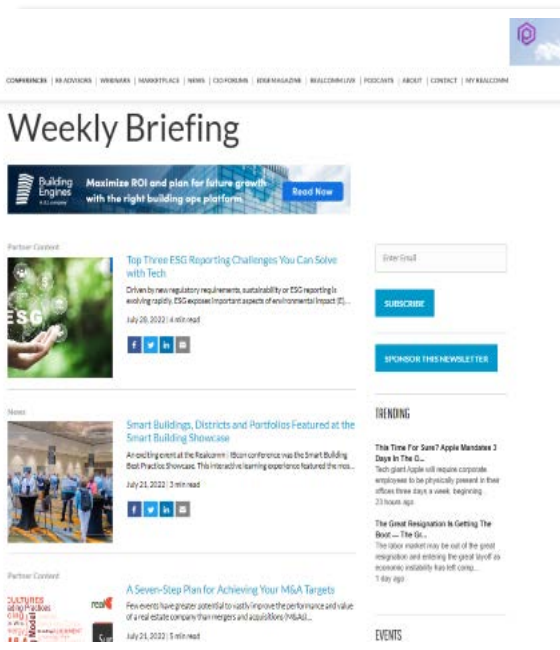 CONFERENCES | RE ADVISORS | WEBINARS | MARKETPLACE | NEWS | CIO FORUMS | EDGE MAGAZINE | REALCOMM LIVE | PODCASTS | ABOUT | CONTACT | MY REALCOMM
Weekly Briefing
Building Engines
Maximize ROI and plan for future growth
with the right building ops platform
Read Now
Partner Content
ESG
Top Three ESG Reporting Challenges You Can Solve
with Tech
Driven by new regulatory requirements, sustainability or ESG reporting is
evolving rapidly. ESG exposes important aspects of environmental impact (E)...
July 28, 2022 | 4 min read
News
Smart Buildings, Districts and Portfolios Featured at the
Smart Building Showcase
An exciting event at the Realcomm | IBcon conference was the Smart Building
Best Practice Showcase. This interactive learning experience featured the mos...
July 21, 2022 | 3 min read
Partner Content
A Seven-Step Plan for Achieving Your M&A Targets
Few events have greater potential to vastly improve the performance and value
of a real estate company than mergers and acquisitions (M&As)...
July 21, 2022 | 5 min read
Enter Email
SUBSCRIBE
SPONSOR THIS NEWSLETTER
TRENDING
This Time For Sure? Apple Mandates 3
Days In The O...
Tech giant Apple will require corporate
employees to be physically present in their
offices three days a week, beginning
23 hours ago
The Great Resignation Is Getting The
Boot — The Gr...
The labor market may be out of the great
resignation and entering the great layoff as
economic instability has left comp...
1 day ago
EVENTS